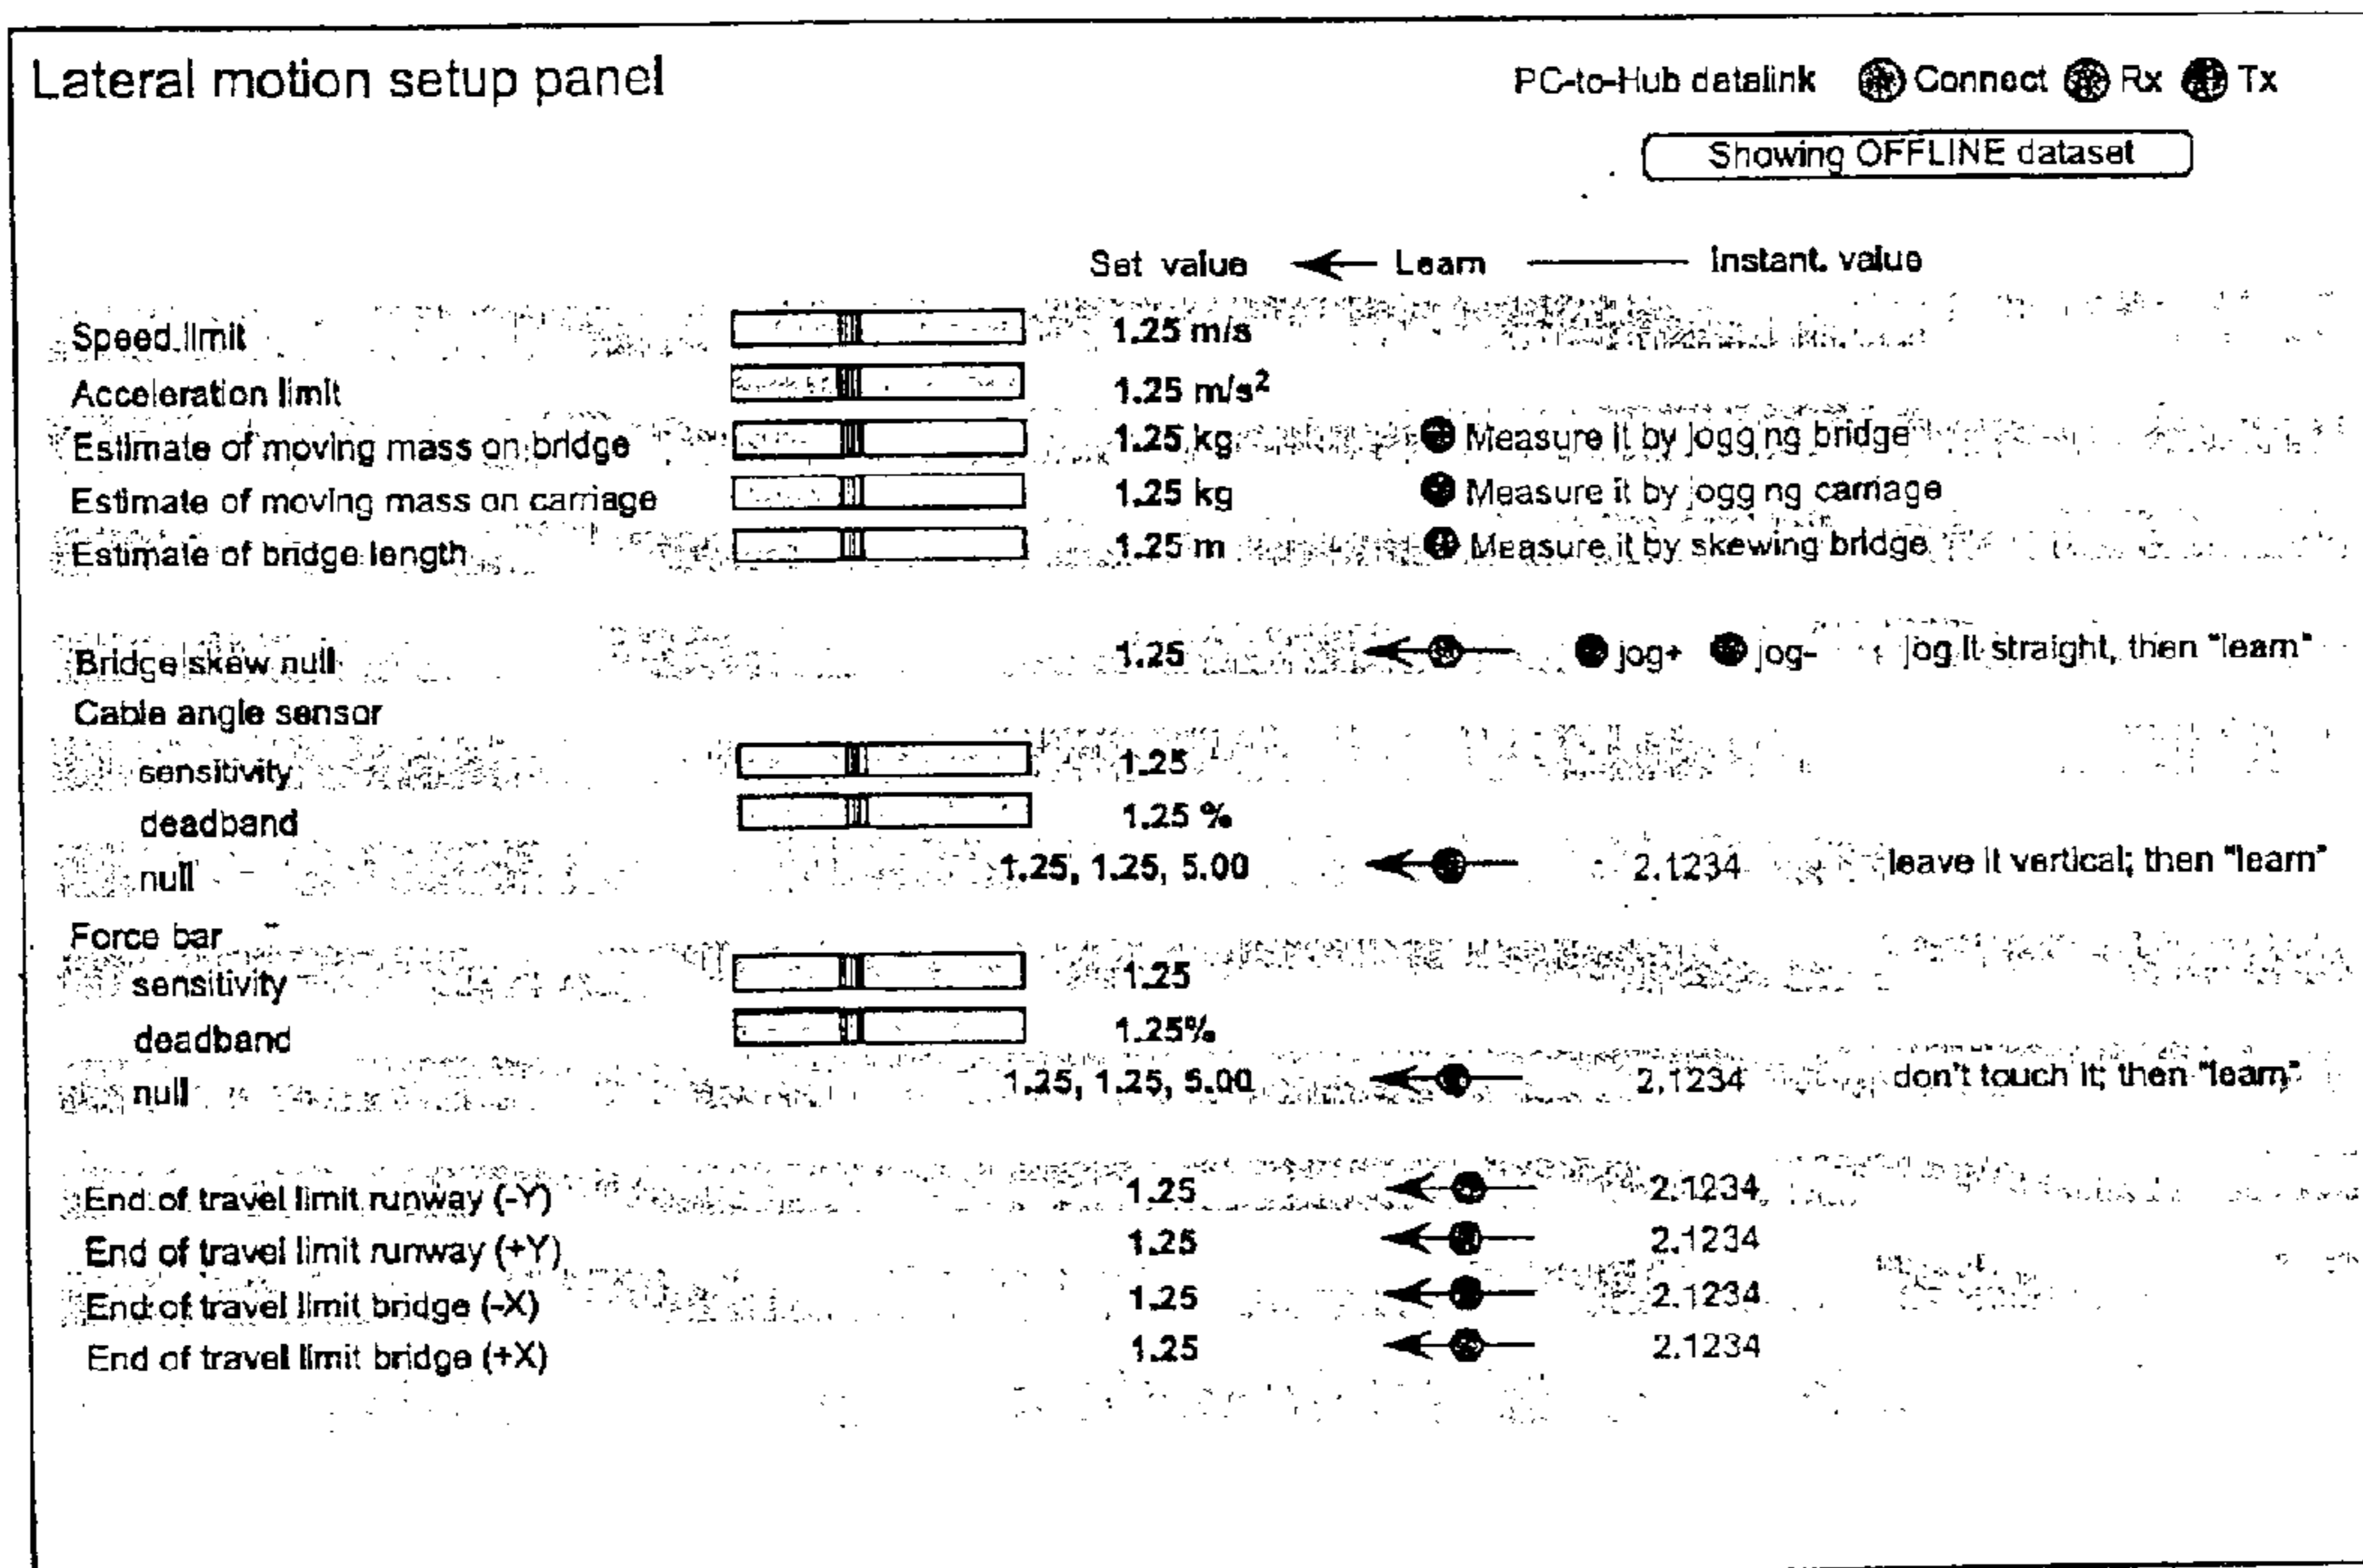 Lateral motion setup panel
PC-to-Hub datalink Connect Rx Tx
Showing OFFLINE dataset
Set value Learn Instant. value
Speed limit 1.25 m/s
Acceleration limit 1.25 m/s²
Estimate of moving mass on bridge 1.25 kg Measure it by jogging bridge
Estimate of moving mass on carriage 1.25 kg Measure it by jogging carriage
Estimate of bridge length 1.25 m Measure it by skewing bridge
Bridge skew null 1.25 jog+ jog- jog it straight, then "learn"
Cable angle sensor
sensitivity 1.25
deadband 1.25 %
null 1.25, 1.25, 5.00 2.1234 leave it vertical; then "learn"
Force bar
sensitivity 1.25
deadband 1.25%
null 1.25, 1.25, 5.00 2.1234 don't touch it; then "learn"
End of travel limit runway (-Y) 1.25 2.1234
End of travel limit runway (+Y) 1.25 2.1234
End of travel limit bridge (-X) 1.25 2.1234
End of travel limit bridge (+X) 1.25 2.1234